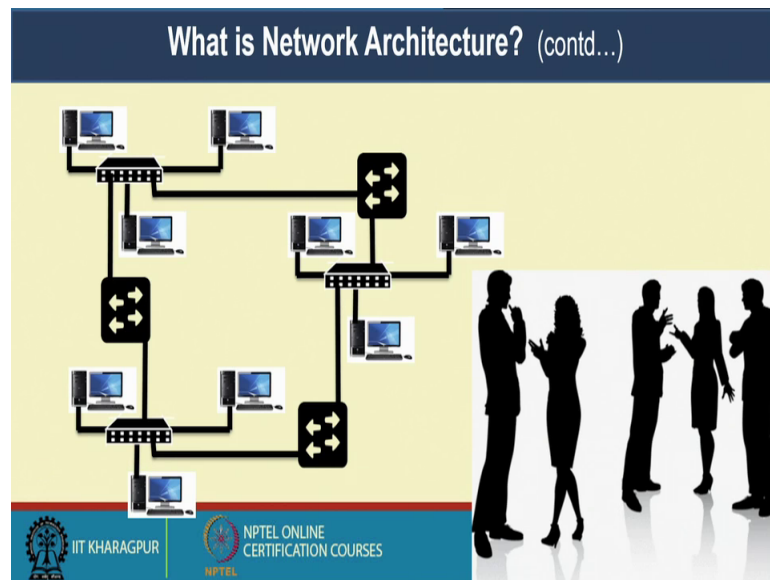 What is Network Architecture? (contd...)
IIT KHARAGPUR
NPTEL ONLINE
CERTIFICATION COURSES
NPTEL